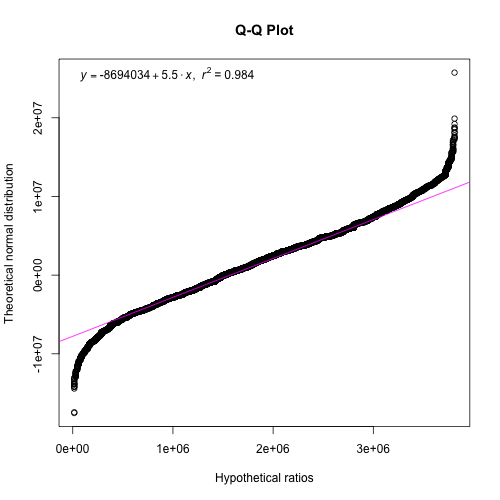 Q-Q Plot
y = -8694034 + 5.5 · x, r² = 0.984
2e+07
1e+07
0e+00
-1e+07
Theoretical normal distribution
0e+00 1e+06 2e+06 3e+06
Hypothetical ratios